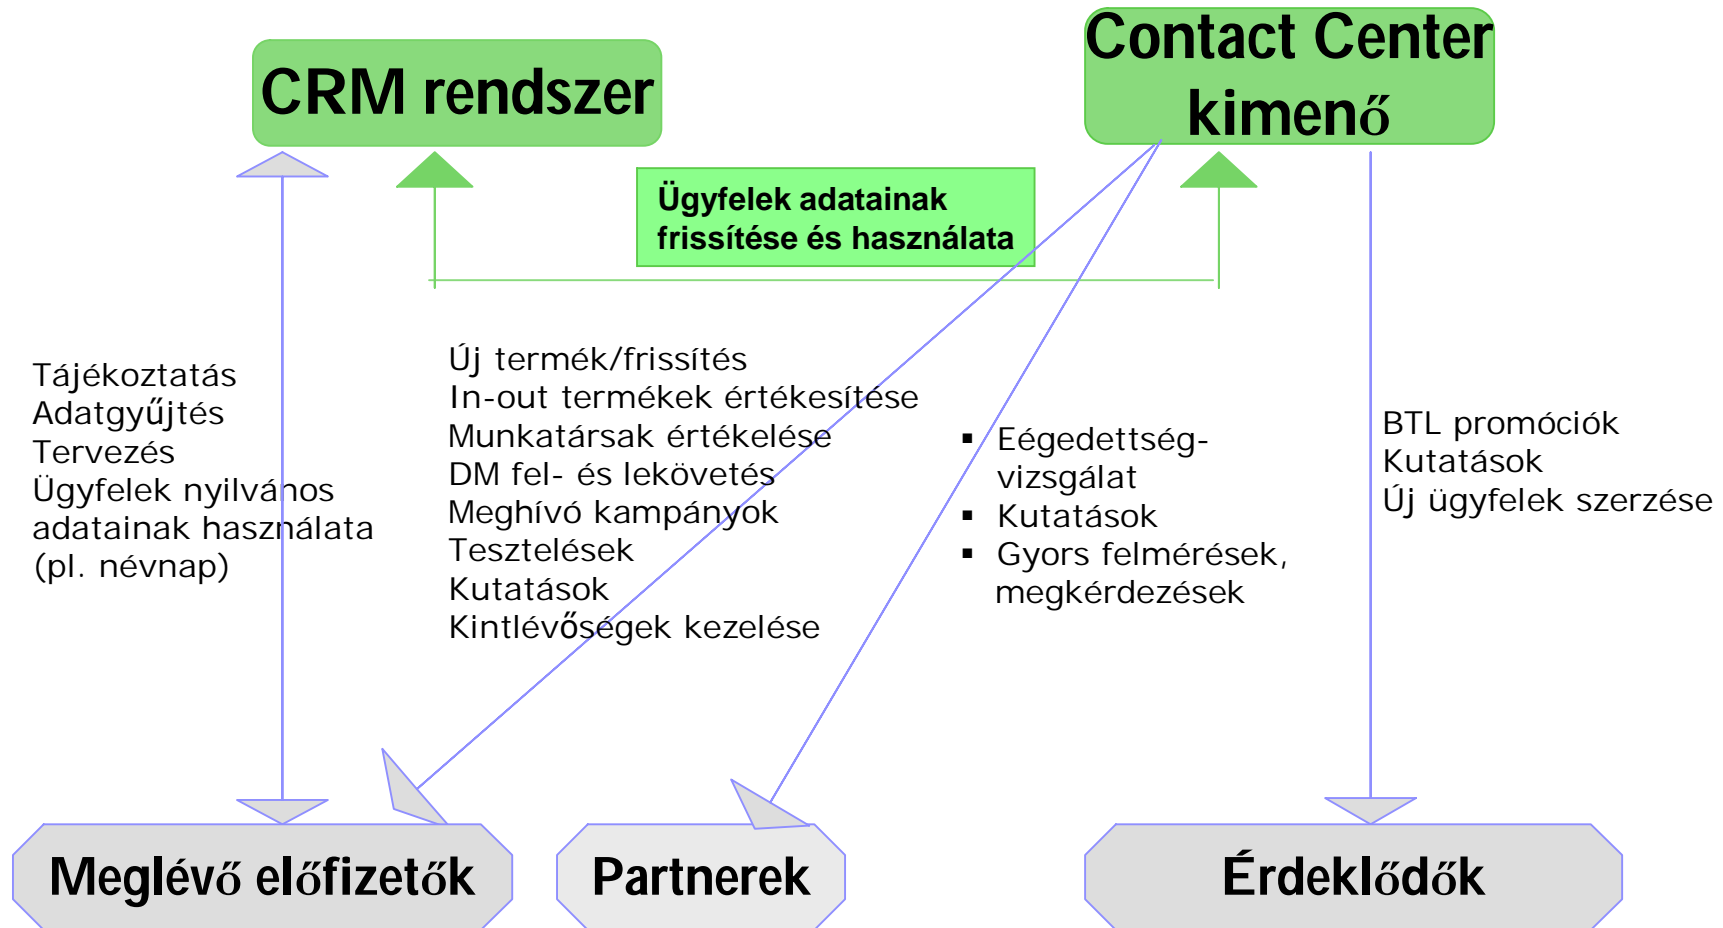 CRM rendszer
Contact Center
kimenő
Ügyfelek adatainak
frissítése és használata
Tájékoztatás
Adatgyűjtés
Tervezés
Ügyfelek nyilvános
adatainak használata
(pl. névnap)
Új termék/frissítés
In-out termékek értékesítése
Munkatársak értékelése
DM fel- és lekövetés
Meghívó kampányok
Tesztelések
Kutatások
Kintlévőségek kezelése
▪ Eégedettség-
vizsgálat
▪ Kutatások
▪ Gyors felmérések,
megkérdezések
BTL promóciók
Kutatások
Új ügyfelek szerzése
Meglévő előfizetők
Partnerek
Érdeklődők